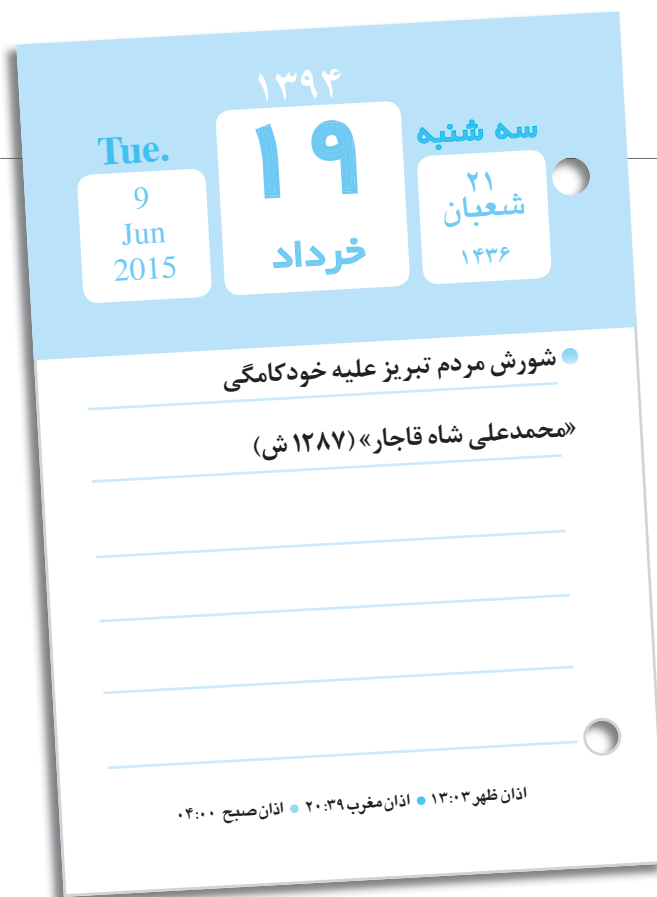 ۱۳۹۴
سه شنبه
۱۹
خرداد
۲۱
شعبان
۱۴۳۶
Tue.
9
Jun
2015
شورش مردم تبریز علیه خودکامگی
«محمدعلی شاه قاجار» (۱۲۸۷ ش)
اذان ظهر ۱۳:۰۳ • اذان مغرب ۲۰:۳۹ • اذان صبح ۰۴:۰۰